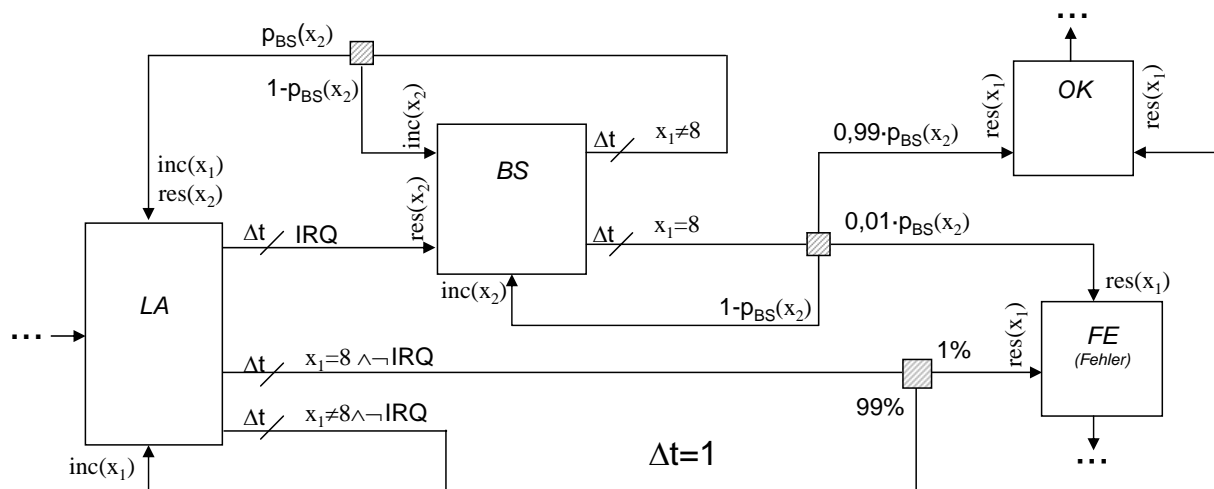 ...
p_BS(x_2)
1-p_BS(x_2)
inc(x_2)
Δt
x_1≠8
BS
res(x_1)
OK
res(x_1)
0,99·p_BS(x_2)
inc(x_1)
res(x_2)
Δt
IRQ
res(x_2)
Δt
x_1=8
0,01·p_BS(x_2)
inc(x_2)
1-p_BS(x_2)
res(x_1)
LA
...
res(x_1)
FE
(Fehler)
Δt
x_1=8 ∧¬ IRQ
1%
99%
Δt
x_1≠8∧¬ IRQ
inc(x_1)
Δt=1
...